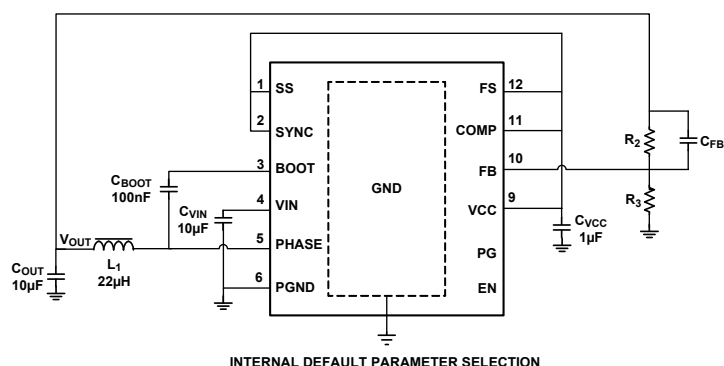 1
SS
2
SYNC
3
BOOT
4
VIN
5
PHASE
6
PGND
GND
FS
12
COMP
11
FB
10
VCC
9
PG
EN
CBOOT
100nF
CVIN
10µF
VOUT
L1
22µH
COUT
10µF
R2
CFB
R3
CVCC
1µF
INTERNAL DEFAULT PARAMETER SELECTION